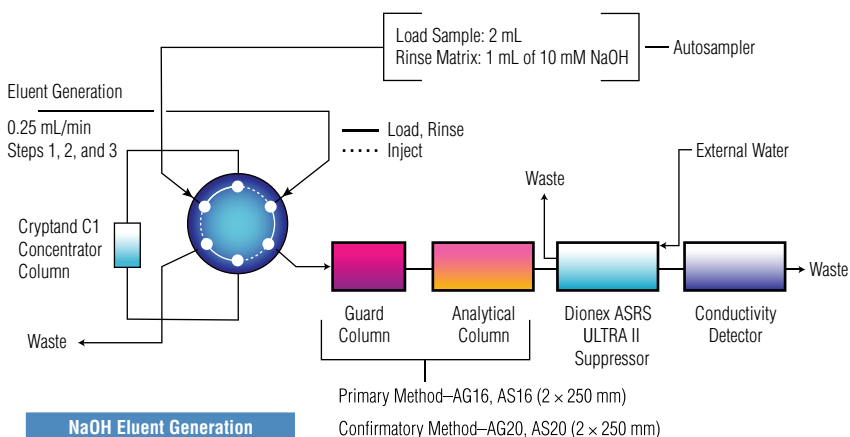 Load Sample: 2 mL
Rinse Matrix: 1 mL of 10 mM NaOH
Autosampler
Eluent Generation
0.25 mL/min
Steps 1, 2, and 3
Load, Rinse
Inject
External Water
Waste
Cryptand C1
Concentrator
Column
Waste
Waste
Guard
Column
Analytical
Column
Dionex ASRS
ULTRA II
Suppressor
Conductivity
Detector
Primary Method–AG16, AS16 (2 × 250 mm)
NaOH Eluent Generation
Confirmatory Method–AG20, AS20 (2 × 250 mm)